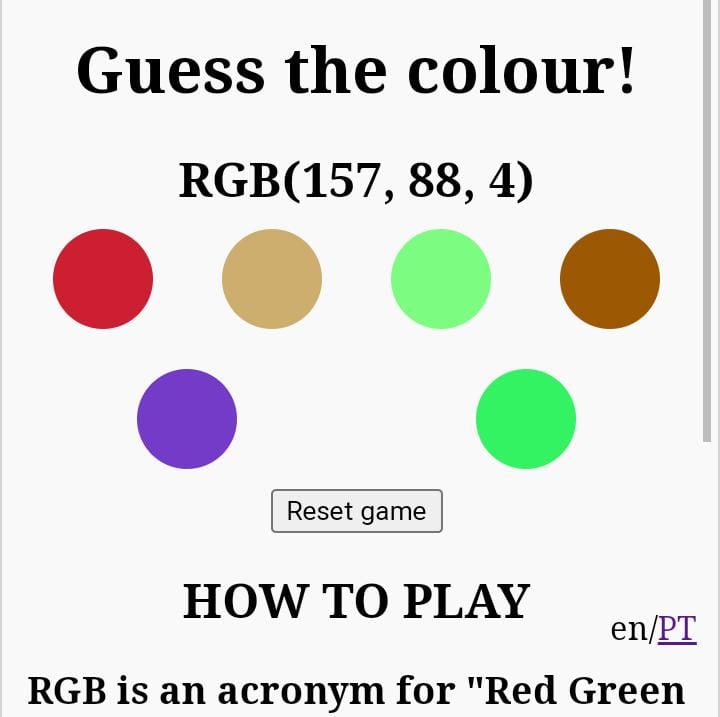 Guess the colour!
RGB(157, 88, 4)
Reset game
HOW TO PLAY
en/PT
RGB is an acronym for "Red Green